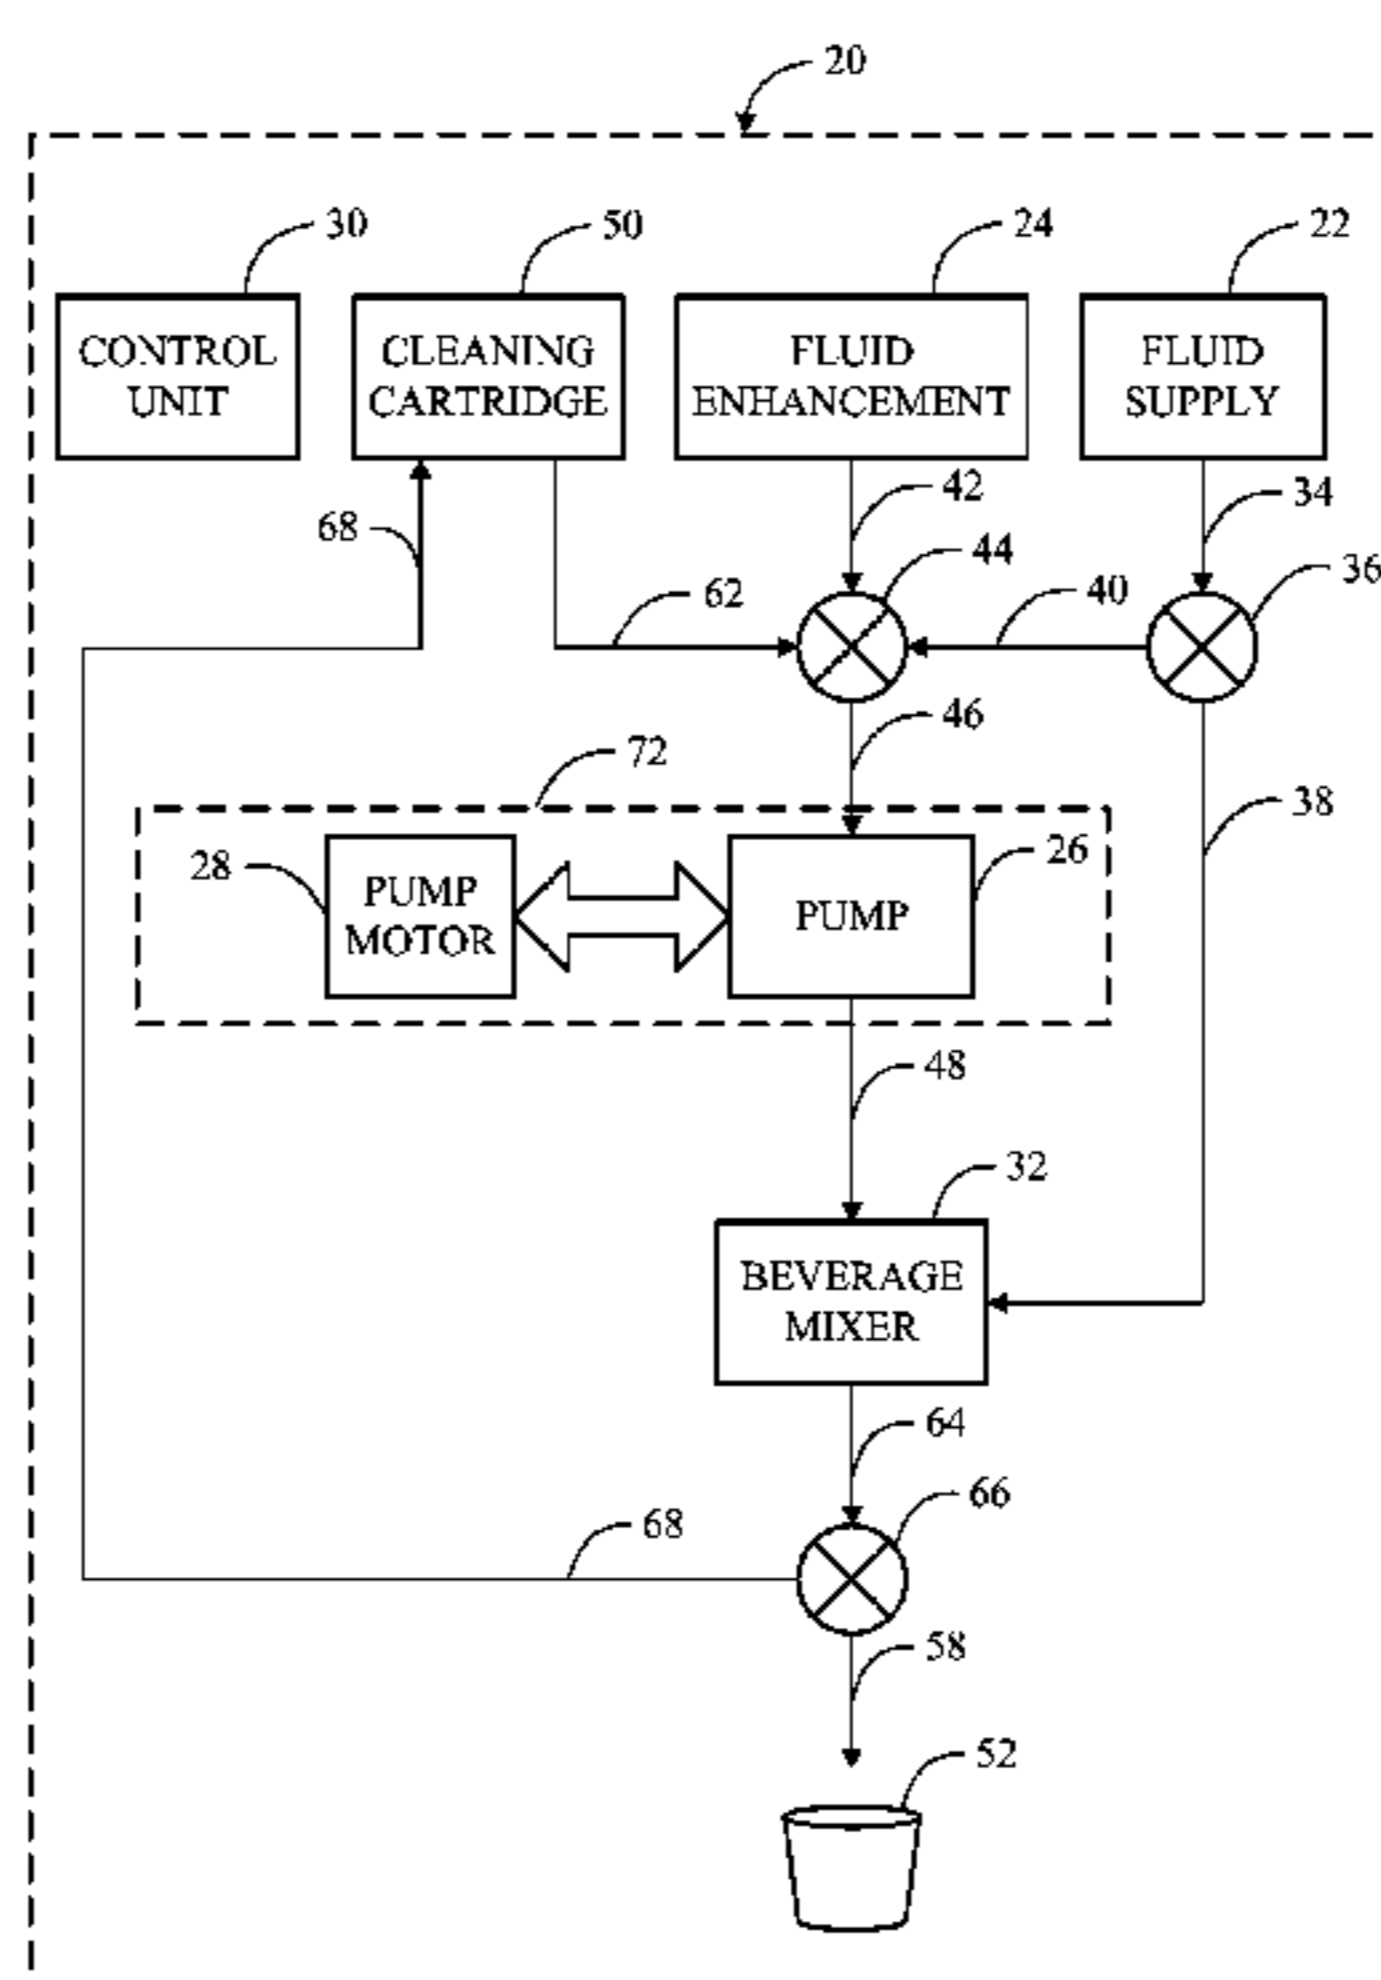 20
30
50
24
22
CONTROL
UNIT
CLEANING
CARTRIDGE
FLUID
ENHANCEMENT
FLUID
SUPPLY
42
34
68
44
36
62
40
46
72
38
28
26
PUMP
MOTOR
PUMP
48
32
BEVERAGE
MIXER
64
66
68
58
52